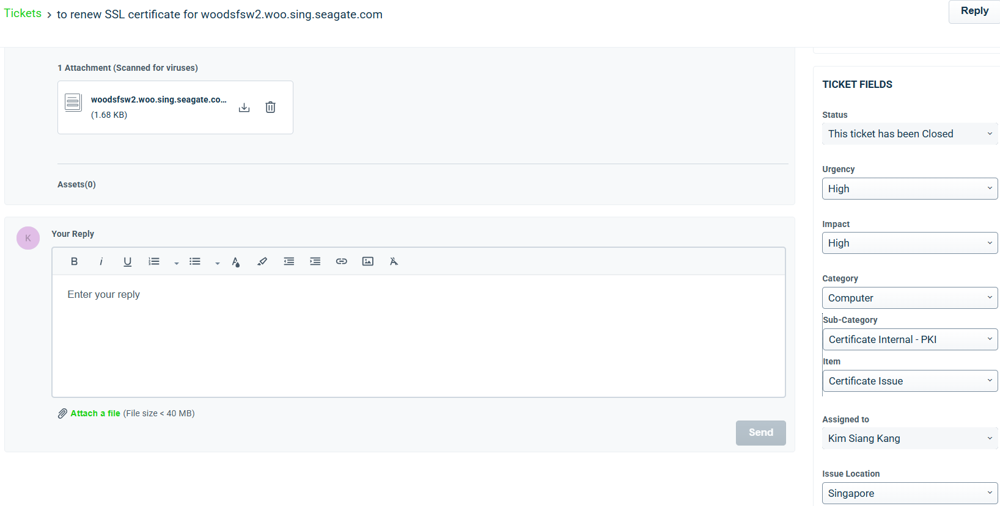 Tickets > to renew SSL certificate for woodsfsw2.woo.sing.seagate.com
Reply
1 Attachment (Scanned for viruses)
woodsfsw2.woo.sing.seagate.co...
(1.68 KB)
Assets(0)
K
Your Reply
B i U A
Enter your reply
Attach a file (File size < 40 MB)
Send
TICKET FIELDS
Status
This ticket has been Closed
Urgency
High
Impact
High
Category
Computer
Sub-Category
Certificate Internal - PKI
Item
Certificate Issue
Assigned to
Kim Siang Kang
Issue Location
Singapore